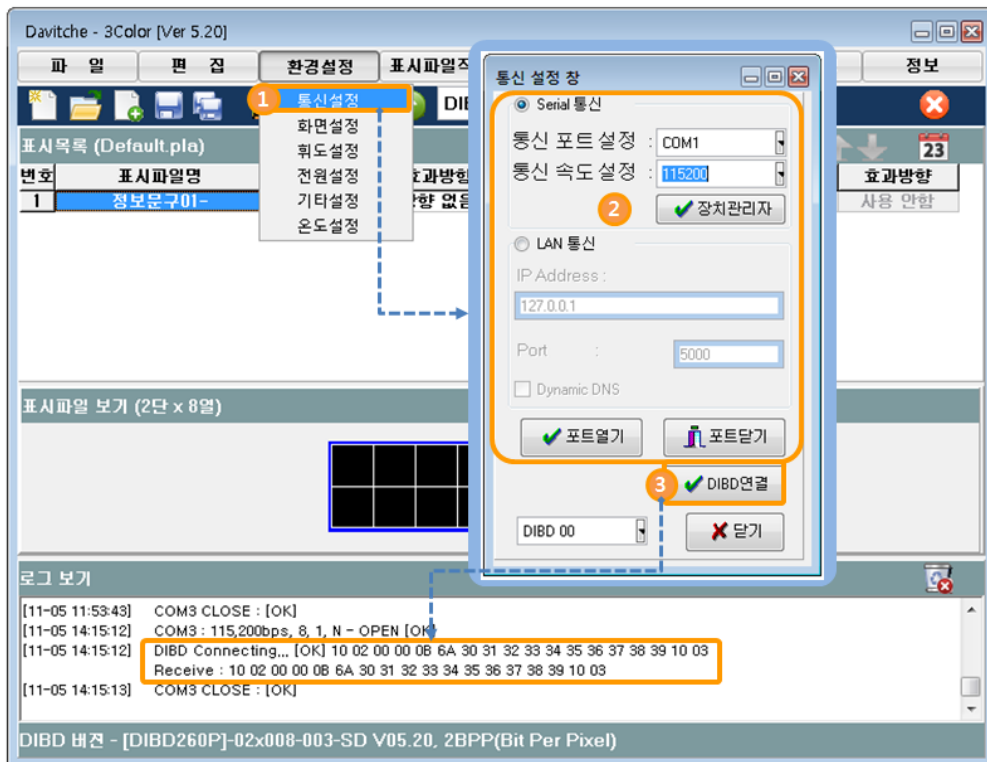 Davitche - 3Color [Ver 5.20]
파 일 편 집 환경설정 표시파일작 정보
1 통신설정
화면설정
휘도설정
전원설정
기타설정
온도설정
DIB
23
표시목록 (Default.pla)
번호 표시파일명 효과방향 효과방향
1 정보문구01- 방향 없음 사용 안함
통신 설정 창
Serial 통신
통신 포트 설정 : COM1
통신 속도 설정 : 115200
2 장치관리자
LAN 통신
IP Address :
127.0.0.1
Port : 5000
Dynamic DNS
포트열기 포트닫기
3 DIBD연결
DIBD 00 닫기
표시파일 보기 (2단 x 8열)
로그 보기
[11-05 11:53:43] COM3 CLOSE : [OK]
[11-05 14:15:12] COM3 : 115,200bps, 8, 1, N - OPEN [OK]
[11-05 14:15:12] DIBD Connecting... [OK] 10 02 00 00 0B 6A 30 31 32 33 34 35 36 37 38 39 10 03
Receive : 10 02 00 00 0B 6A 30 31 32 33 34 35 36 37 38 39 10 03
[11-05 14:15:13] COM3 CLOSE : [OK]
DIBD 버젼 - [DIBD260P]-02x008-003-SD V05.20, 2BPP(Bit Per Pixel)